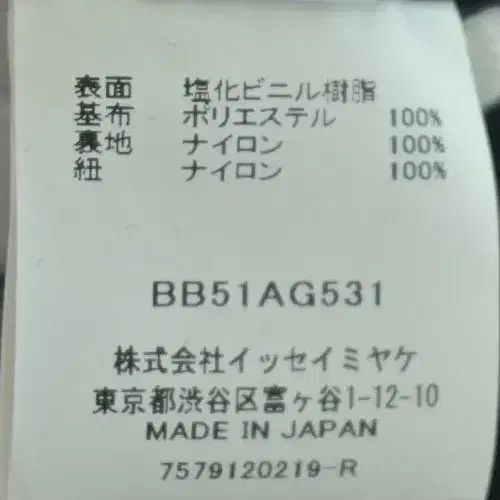 表面 塩化ビニル樹脂
基布 ポリエステル 100%
裏地 ナイロン 100%
紐 ナイロン 100%
BB51AG531
株式会社イッセイミヤケ
東京都渋谷区富ヶ谷1-12-10
MADE IN JAPAN
7579120219-R